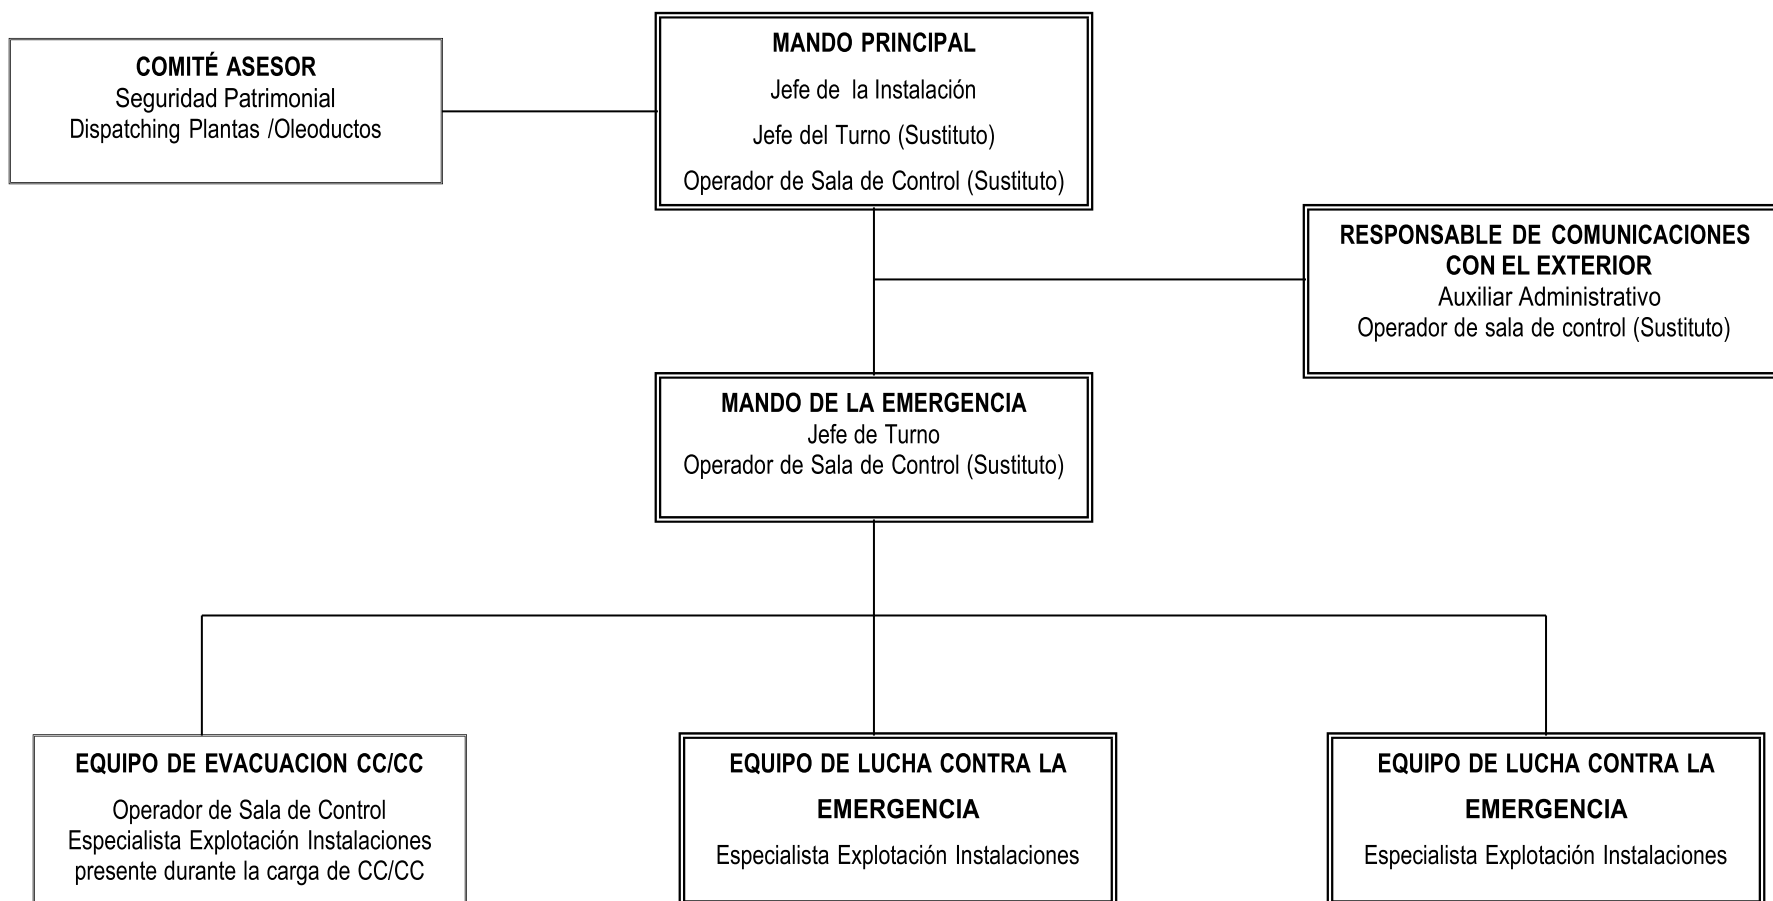 COMITÉ ASESOR
Seguridad Patrimonial
Dispatching Plantas /Oleoductos
MANDO PRINCIPAL
Jefe de la Instalación
Jefe del Turno (Sustituto)
Operador de Sala de Control (Sustituto)
RESPONSABLE DE COMUNICACIONES
CON EL EXTERIOR
Auxiliar Administrativo
Operador de sala de control (Sustituto)
MANDO DE LA EMERGENCIA
Jefe de Turno
Operador de Sala de Control (Sustituto)
EQUIPO DE EVACUACION CC/CC
Operador de Sala de Control
Especialista Explotación Instalaciones
presente durante la carga de CC/CC
EQUIPO DE LUCHA CONTRA LA
EMERGENCIA
Especialista Explotación Instalaciones
EQUIPO DE LUCHA CONTRA LA
EMERGENCIA
Especialista Explotación Instalaciones